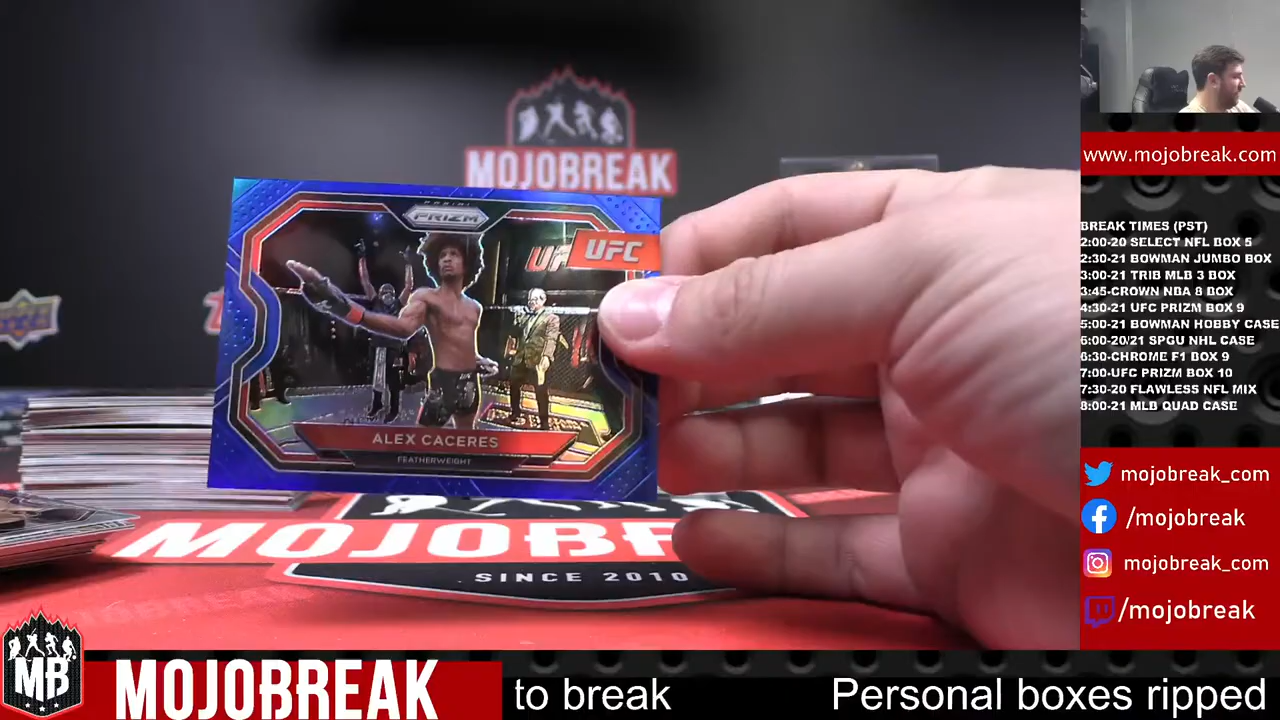 MOJOBREAK
PANINI
PRIZM
UFC
ALEX CACERES
FEATHERWEIGHT
MOJOBR
SINCE 2010
www.mojobreak.com
BREAK TIMES (PST)
2:00-20 SELECT NFL BOX 5
2:30-21 BOWMAN JUMBO BOX
3:00-21 TRIB MLB 3 BOX
3:45-CROWN NBA 8 BOX
4:30-21 UFC PRIZM BOX 9
5:00-21 BOWMAN HOBBY CASE
6:00-20/21 SPGU NHL CASE
6:30-CHROME F1 BOX 9
7:00-UFC PRIZM BOX 10
7:30-20 FLAWLESS NFL MIX
8:00-21 MLB QUAD CASE
mojobreak_com
/mojobreak
mojobreak_com
/mojobreak
MB
MOJOBREAK
to break
Personal boxes ripped